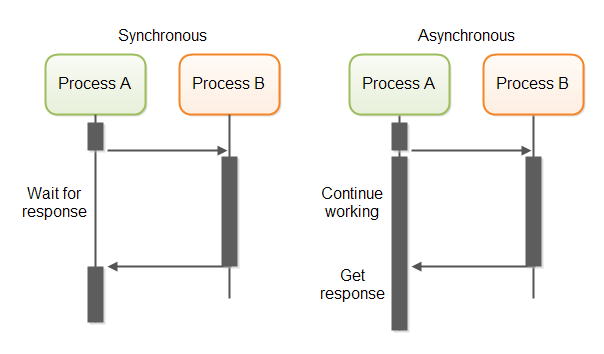 Synchronous
Process A
Process B
Wait for
response
Asynchronous
Process A
Process B
Continue
working
Get
response